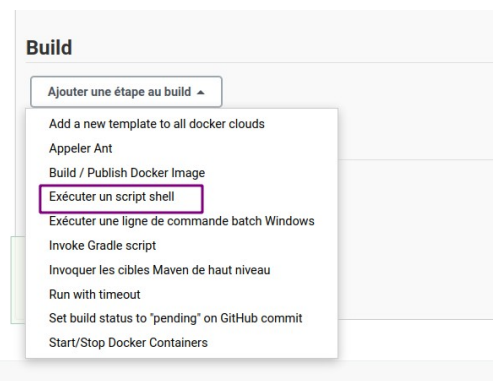 Build
Ajouter une étape au build
Add a new template to all docker clouds
Appeler Ant
Build / Publish Docker Image
Exécuter un script shell
Exécuter une ligne de commande batch Windows
Invoke Gradle script
Invoquer les cibles Maven de haut niveau
Run with timeout
Set build status to "pending" on GitHub commit
Start/Stop Docker Containers